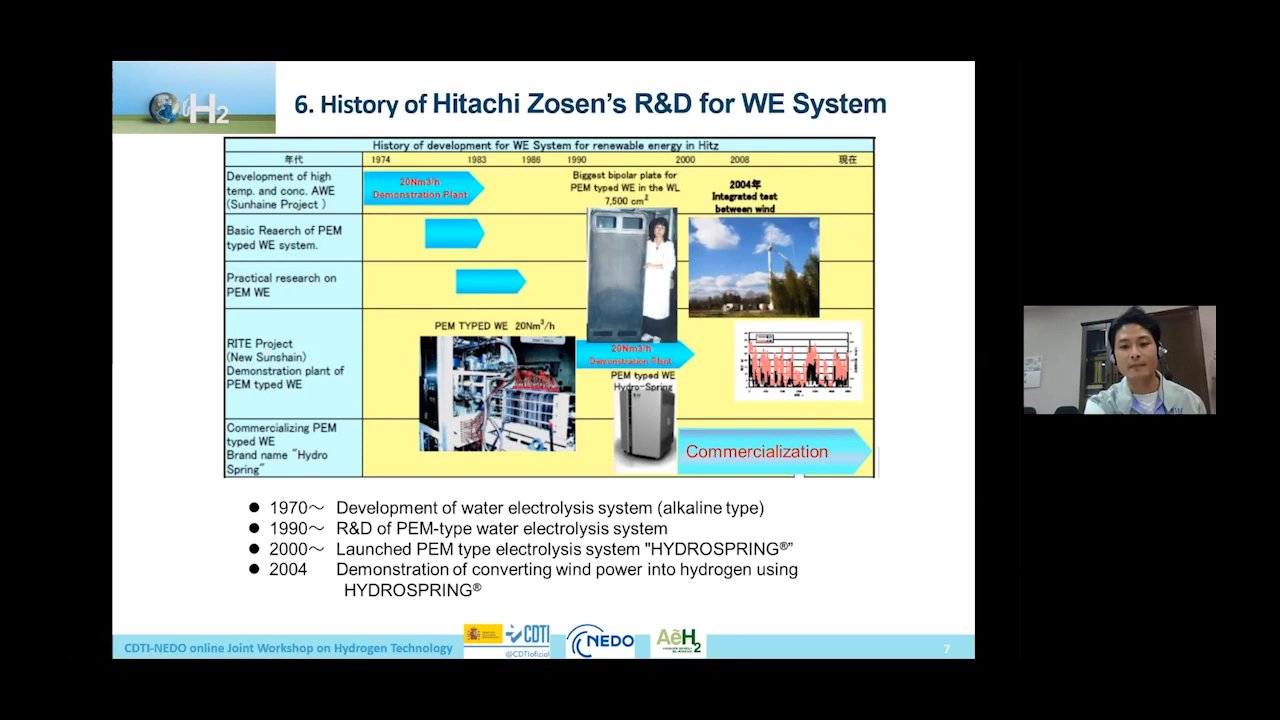 H2
6. History of Hitachi Zosen's R&D for WE System
History of development for WE System for renewable energy in Hitz
年代
1974
1983
1986
1990
2000
2008
現在
Development of high
temp. and conc. AWE
(Sunhaine Project )
20Nm3/h
Demonstration Plant
Biggest bipolar plate for
PEM typed WE in the WL
7,500 cm²
2004年
Integrated test
between wind
Basic Reaerch of PEM
typed WE system.
Practical research on
PEM WE
RITE Project
(New Sunshain)
Demonstration plant of
PEM typed WE
PEM TYPED WE 20Nm³/h
20Nm3/h
Demonstration Plant
PEM typed WE
Hydro-Spring
Commercializing PEM
typed WE
Brand name "Hydro
Spring"
Commercialization
● 1970～ Development of water electrolysis system (alkaline type)
● 1990～ R&D of PEM-type water electrolysis system
● 2000～ Launched PEM type electrolysis system "HYDROSPRING®”
● 2004 Demonstration of converting wind power into hydrogen using
HYDROSPRING®
CDTI-NEDO online Joint Workshop on Hydrogen Technology
CDTI
@CDTIoficial
NEDO
AeH2
7